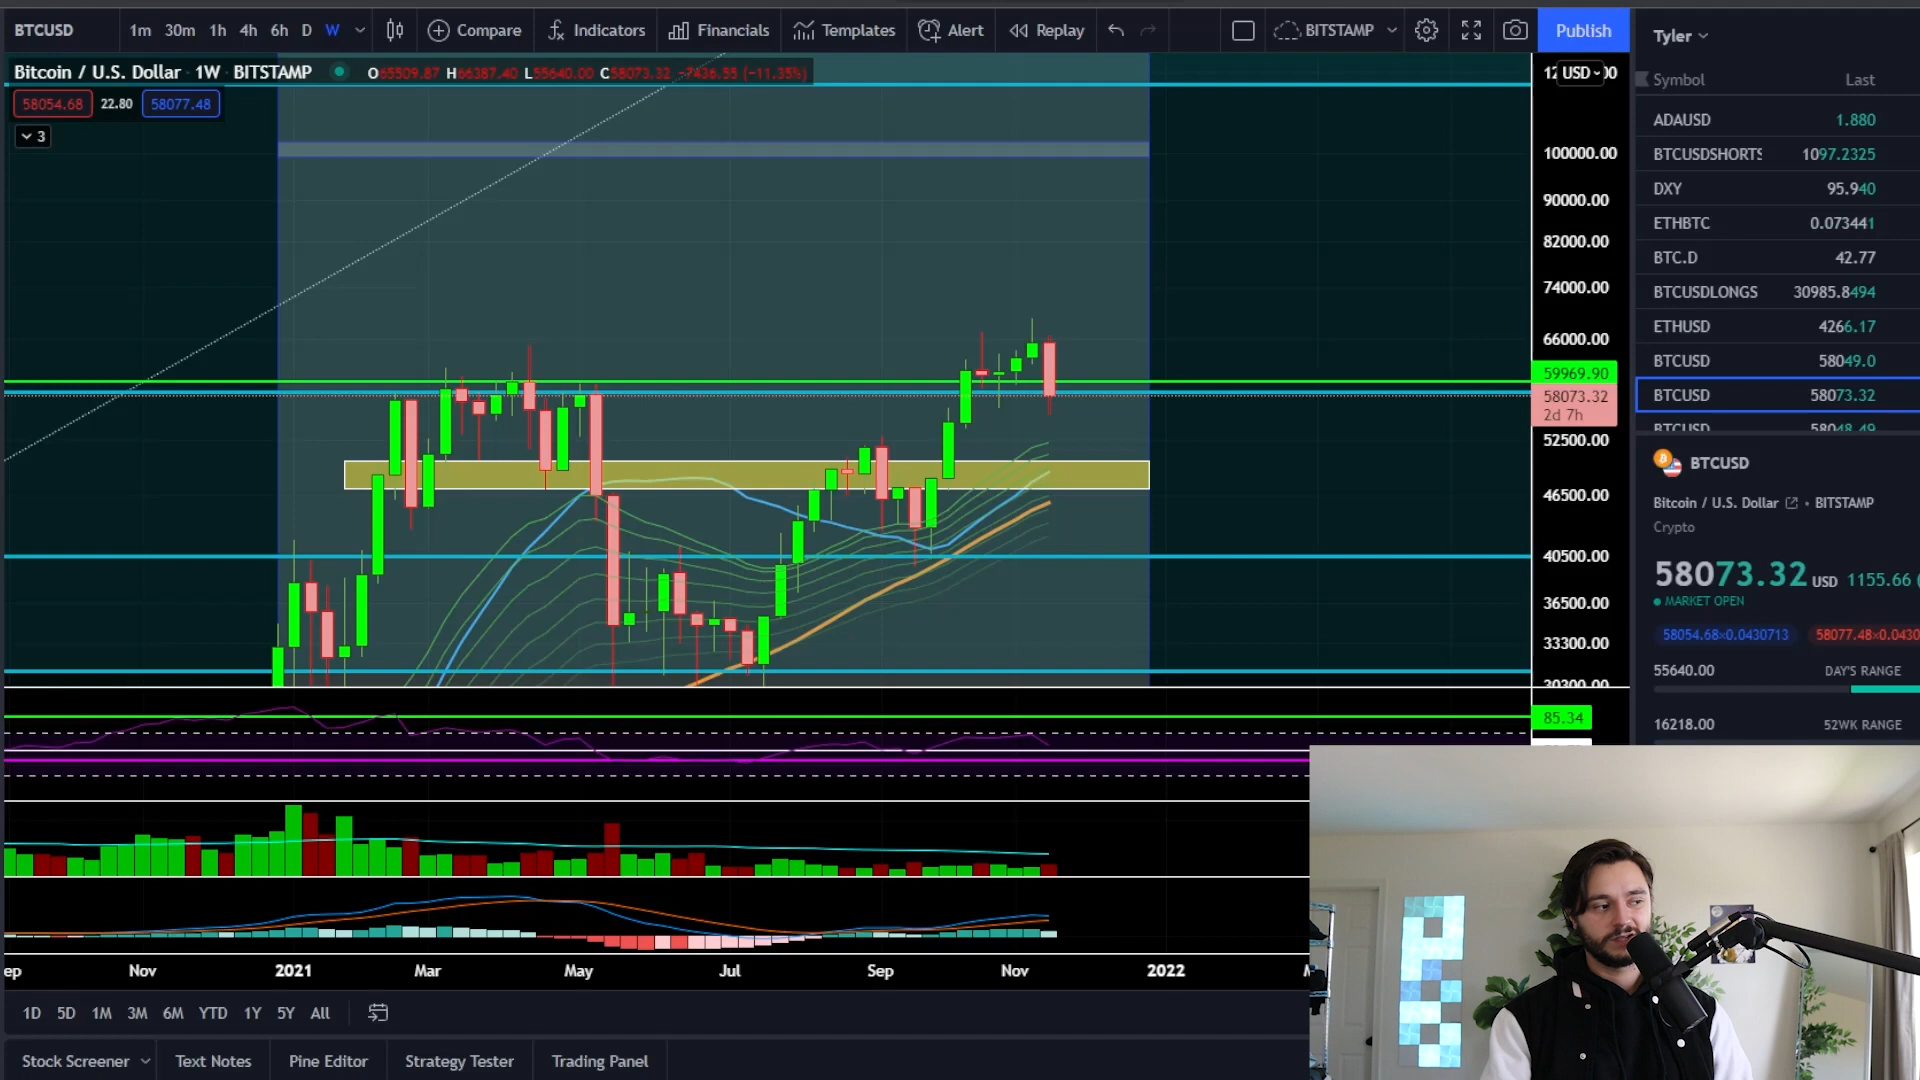 BTCUSD
1m 30m 1h 4h 6h D W
Compare
Indicators
Financials
Templates
Alert
Replay
BITSTAMP
Publish
Tyler
Bitcoin / U.S. Dollar · 1W · BITSTAMP
O65509.87 H66387.40 L55640.00 C58073.32 −7436.55 (−11.35%)
58054.68 22.80 58077.48
3
USD
100000.00
90000.00
82000.00
74000.00
66000.00
59969.90
58073.32
2d 7h
52500.00
46500.00
40500.00
36500.00
33300.00
30300.00
85.34
Nov 2021 Mar May Jul Sep Nov 2022
1D 5D 1M 3M 6M YTD 1Y 5Y All
Stock Screener
Text Notes
Pine Editor
Strategy Tester
Trading Panel
Symbol Last
ADAUSD 1.880
BTCUSDSHORTS 1097.2325
DXY 95.940
ETHBTC 0.073441
BTC.D 42.77
BTCUSDLONGS 30985.8494
ETHUSD 4266.17
BTCUSD 58049.0
BTCUSD 58073.32
BTCUSD 58048.49
BTCUSD
Bitcoin / U.S. Dollar • BITSTAMP
Crypto
58073.32 USD 1155.66
MARKET OPEN
58054.68×0.0430713 58077.48×0.0430
55640.00 DAY'S RANGE
16218.00 52WK RANGE